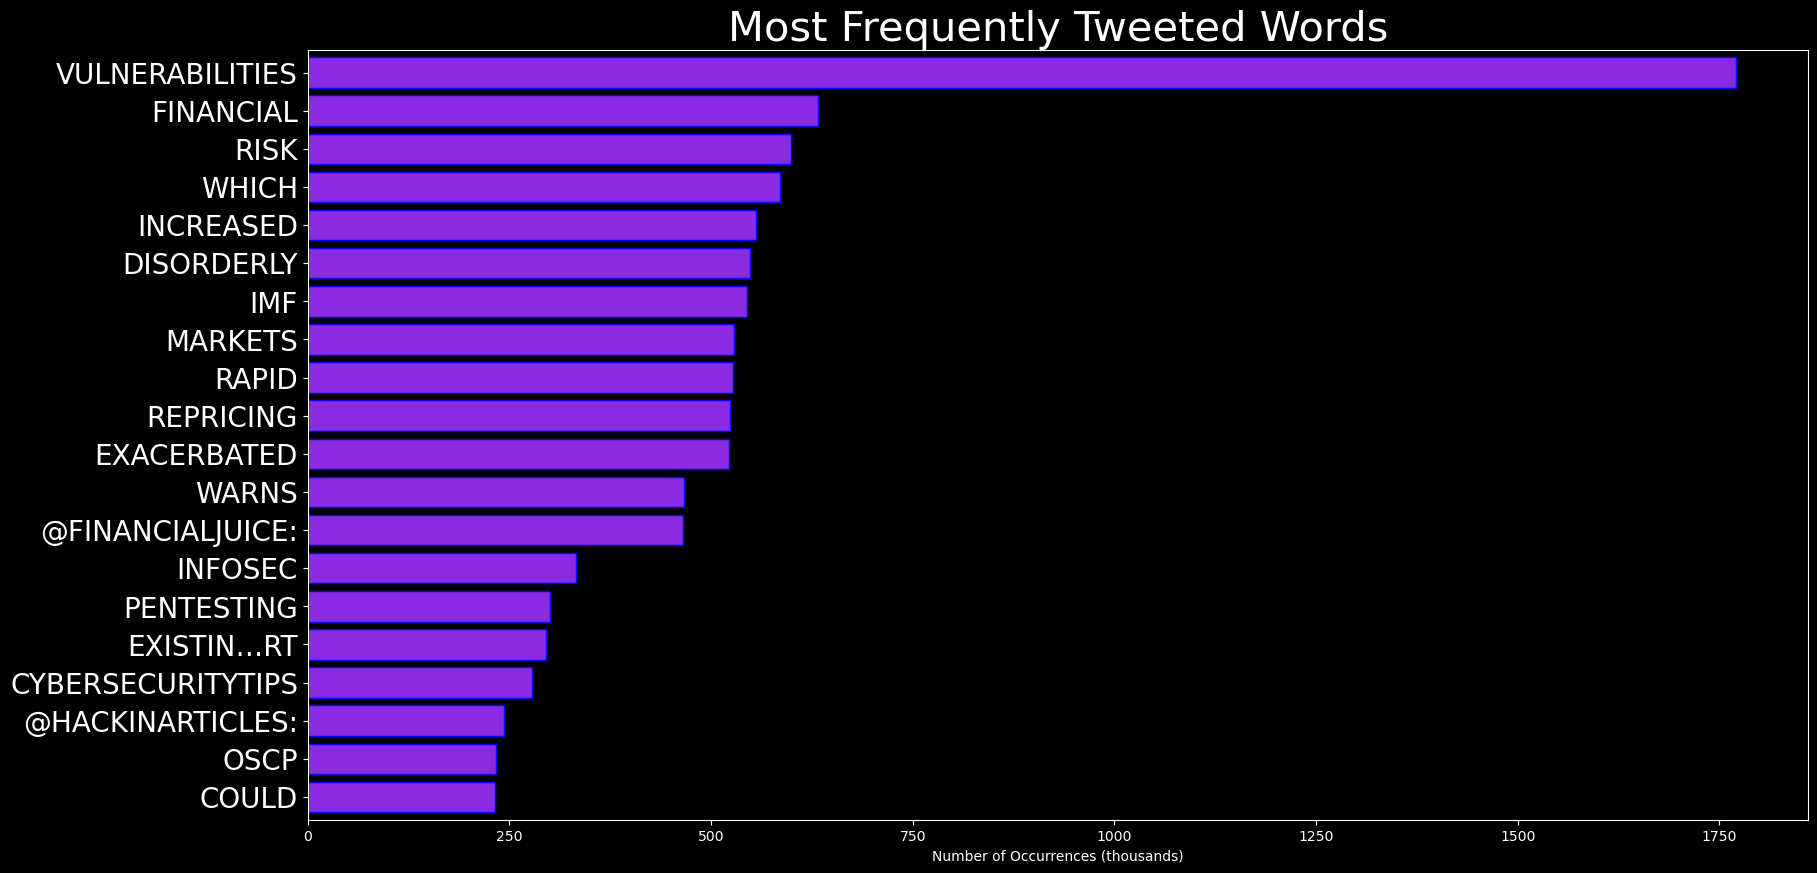 Most Frequently Tweeted Words
VULNERABILITIES
FINANCIAL
RISK
WHICH
INCREASED
DISORDERLY
IMF
MARKETS
RAPID
REPRICING
EXACERBATED
WARNS
@FINANCIALJUICE:
INFOSEC
PENTESTING
EXISTIN…RT
CYBERSECURITYTIPS
@HACKINARTICLES:
OSCP
COULD
0 250 500 750 1000 1250 1500 1750
Number of Occurrences (thousands)